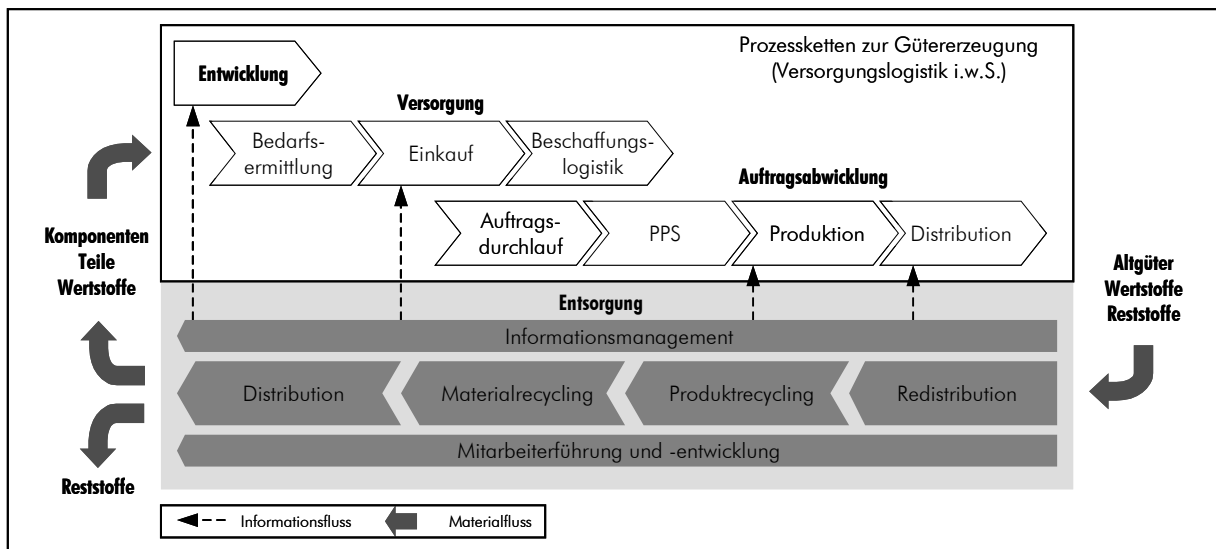 Prozessketten zur Gütererzeugung
(Versorgungslogistik i.w.S.)
Entwicklung
Versorgung
Bedarfs-
ermittlung
Einkauf
Beschaffungs-
logistik
Auftragsabwicklung
Auftrags-
durchlauf
PPS
Produktion
Distribution
Komponenten
Teile
Wertstoffe
Altgüter
Wertstoffe
Reststoffe
Entsorgung
Informationsmanagement
Distribution
Materialrecycling
Produktrecycling
Redistribution
Mitarbeiterführung und -entwicklung
Reststoffe
Informationsfluss
Materialfluss